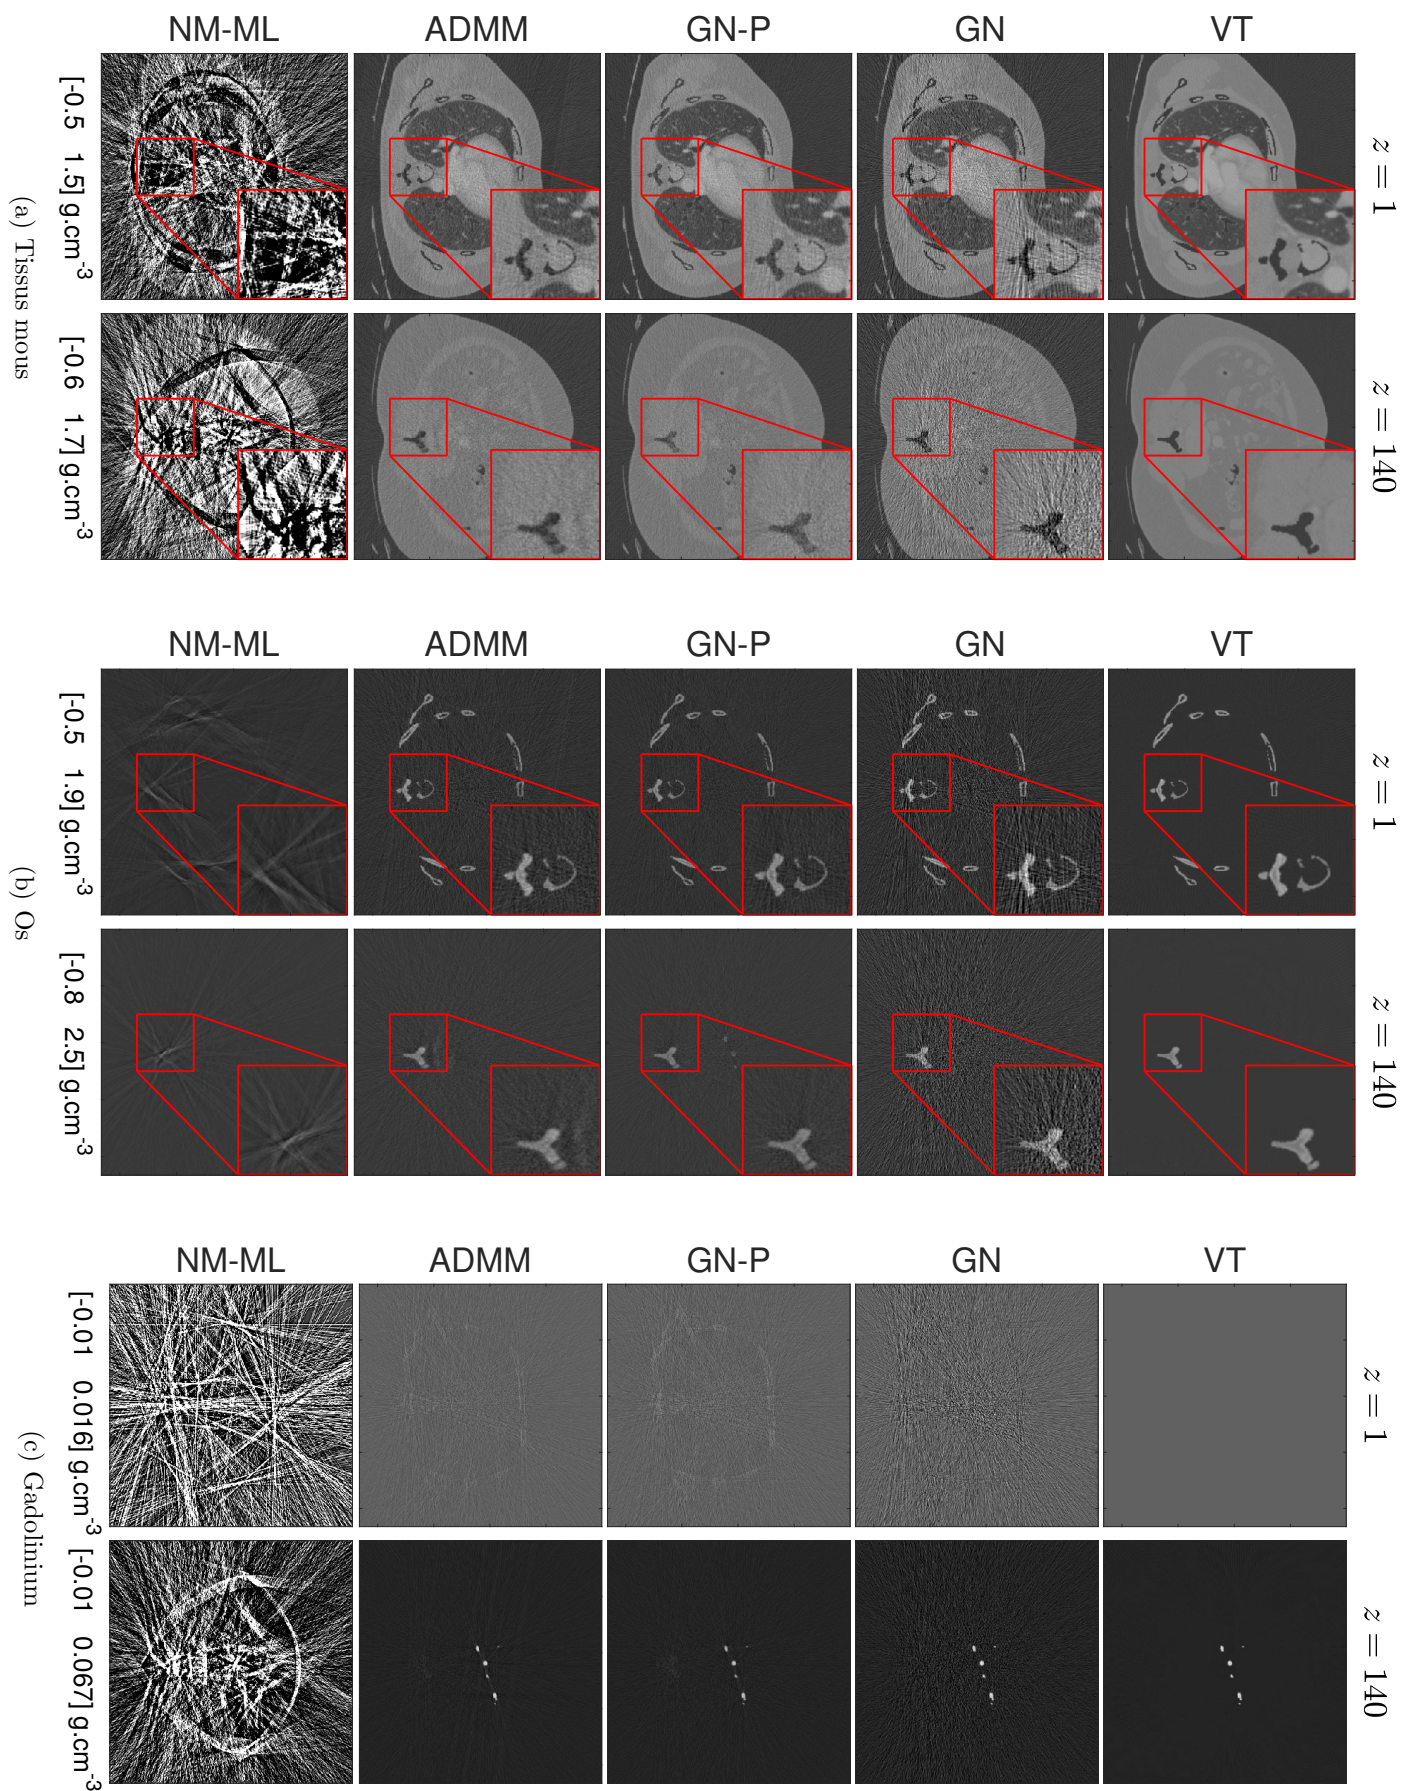 NM-ML ADMM GN-P GN VT
z = 1
[-0.5 1.5] g.cm-3
z = 140
[-0.6 1.7] g.cm-3
(a) Tissus mous
NM-ML ADMM GN-P GN VT
z = 1
[-0.5 1.9] g.cm-3
z = 140
[-0.8 2.5] g.cm-3
(b) Os
NM-ML ADMM GN-P GN VT
z = 1
[-0.01 0.016] g.cm-3
z = 140
[-0.01 0.067] g.cm-3
(c) Gadolinium